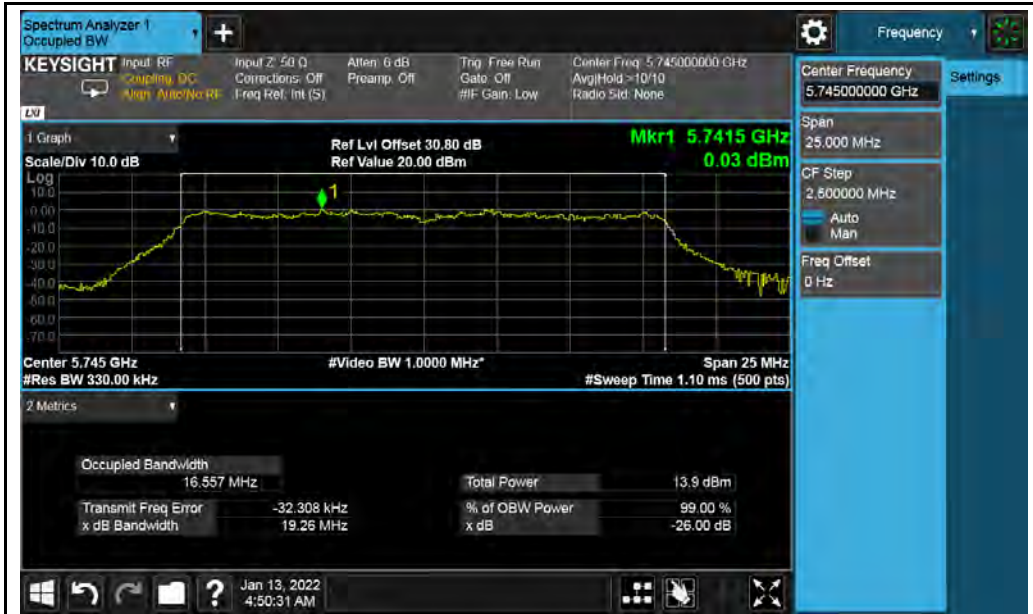 Spectrum Analyzer 1
Occupied BW
+
Frequency
KEYSIGHT
Input: RF
Coupling: DC
Align: Auto/No RF
Input Z: 50 Ω
Corrections: Off
Freq Ref: Int (S)
Atten: 6 dB
Preamp: Off
Trig: Free Run
Gate: Off
#IF Gain: Low
Center Freq: 5.745000000 GHz
Avg|Hold:>10/10
Radio Std: None
LXI
Center Frequency
5.745000000 GHz
Settings
Span
25.000 MHz
CF Step
2.500000 MHz
Auto
Man
Freq Offset
0 Hz
1 Graph
Scale/Div 10.0 dB
Ref Lvl Offset 30.80 dB
Ref Value 20.00 dBm
Mkr1 5.7415 GHz
0.03 dBm
Log
10.0
0.00
-10.0
-20.0
-30.0
-40.0
-50.0
-60.0
-70.0
1
Center 5.745 GHz
#Video BW 1.0000 MHz*
Span 25 MHz
#Res BW 330.00 kHz
#Sweep Time 1.10 ms (500 pts)
2 Metrics
Occupied Bandwidth
16.557 MHz
Total Power 13.9 dBm
Transmit Freq Error -32.308 kHz
% of OBW Power 99.00 %
x dB Bandwidth 19.26 MHz
x dB -26.00 dB
?
Jan 13, 2022
4:50:31 AM